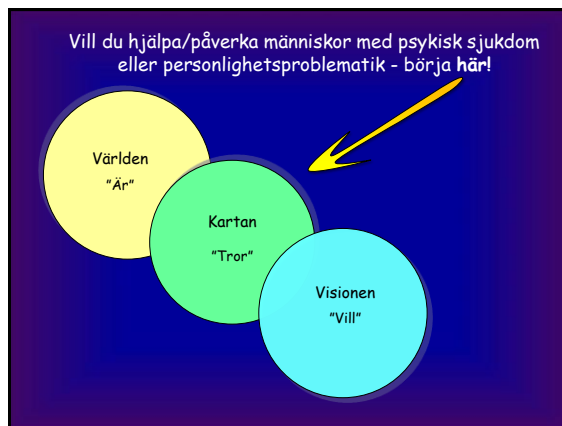 Vill du hjälpa/påverka människor med psykisk sjukdom
eller personlighetsproblematik - börja här!
Världen
”Är”
Kartan
”Tror”
Visionen
”Vill”